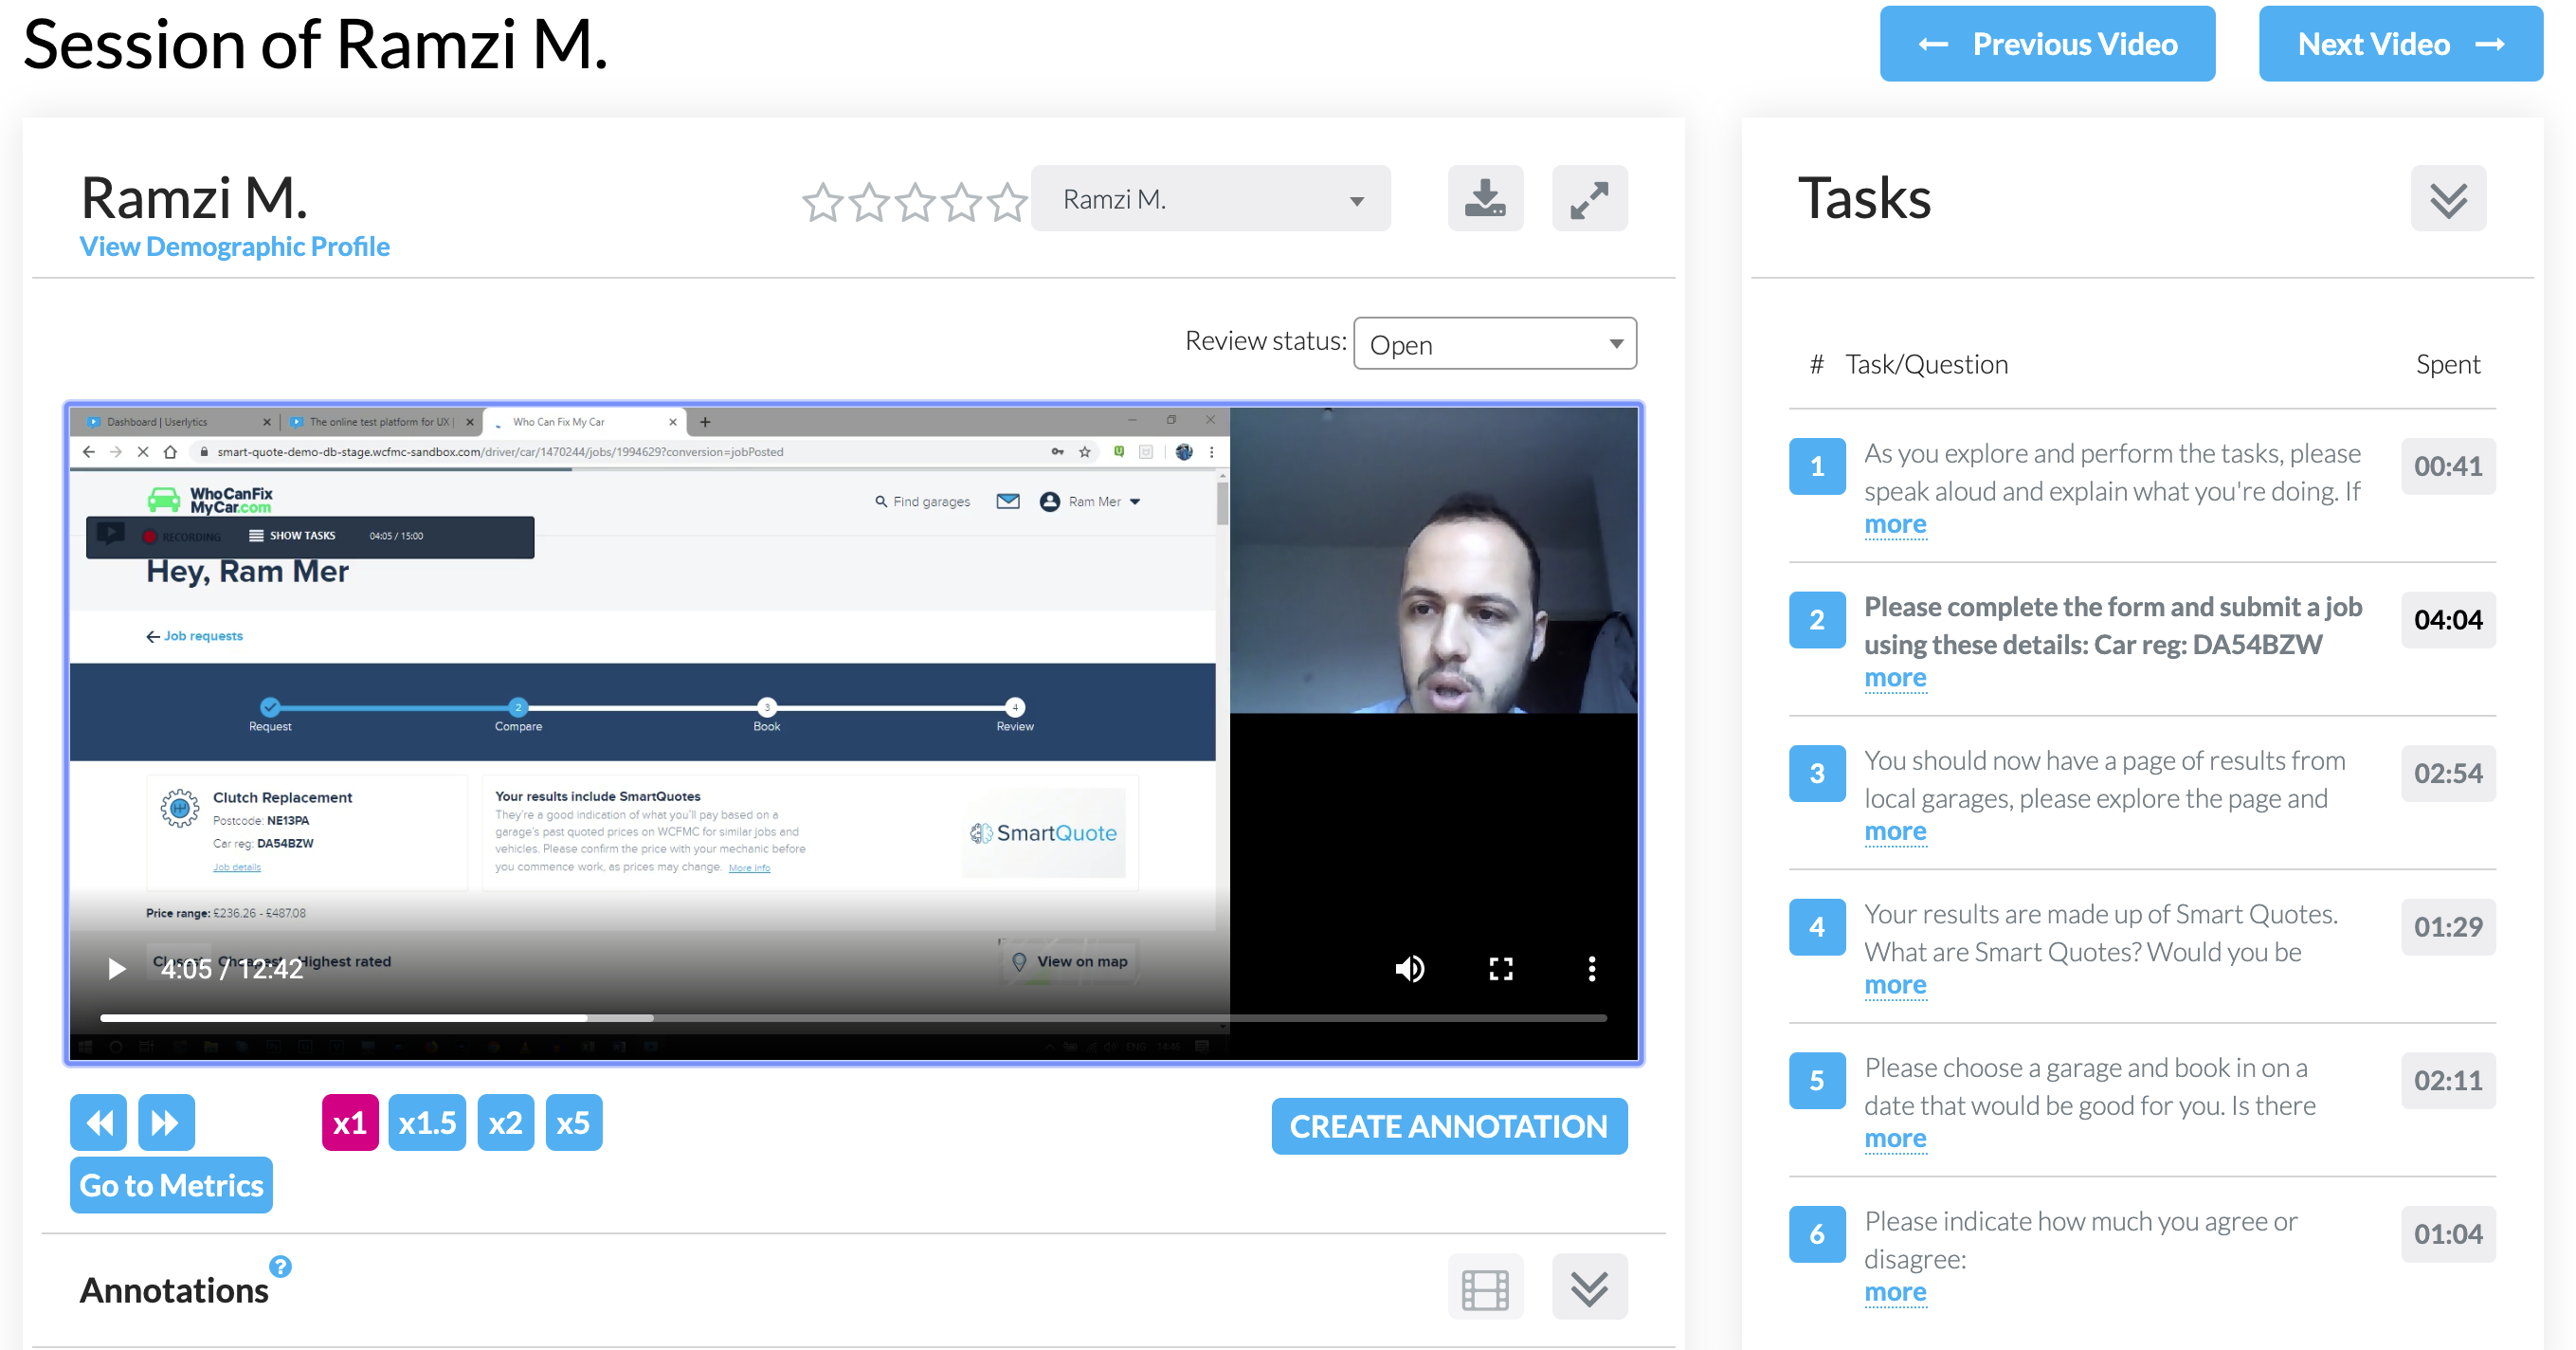 Session of Ramzi M.
Previous Video
Next Video
Ramzi M.
View Demographic Profile
Ramzi M.
Review status: Open
Dashboard | Userlytics
The online test platform for UX |
Who Can Fix My Car
smart-quote-demo-db-stage.wcfmc-sandbox.com/driver/car/1470244/jobs/1994629?conversion=jobPosted
WhoCanFix
MyCar.com
Find garages
Ram Mer
RECORDING
SHOW TASKS
04:05 / 15:00
Hey, Ram Mer
Job requests
2
3
4
Request
Compare
Book
Review
Clutch Replacement
Postcode: NE13PA
Car reg: DA54BZW
Job details
Your results include SmartQuotes
They're a good indication of what you'll pay based on a
garage's past quoted prices on WCFMC for similar jobs and
vehicles. Please confirm the price with your mechanic before
you commence work, as prices may change. More info
SmartQuote
Price range: £236.26 - £487.08
Closest Cheapest Highest rated
View on map
4:05 / 12:42
ENG 14:46
x1
x1.5
x2
x5
CREATE ANNOTATION
Go to Metrics
Annotations
?
Tasks
# Task/Question Spent
1
As you explore and perform the tasks, please
speak aloud and explain what you're doing. If
more
00:41
2
Please complete the form and submit a job
using these details: Car reg: DA54BZW
more
04:04
3
You should now have a page of results from
local garages, please explore the page and
more
02:54
4
Your results are made up of Smart Quotes.
What are Smart Quotes? Would you be
more
01:29
5
Please choose a garage and book in on a
date that would be good for you. Is there
more
02:11
6
Please indicate how much you agree or
disagree:
more
01:04